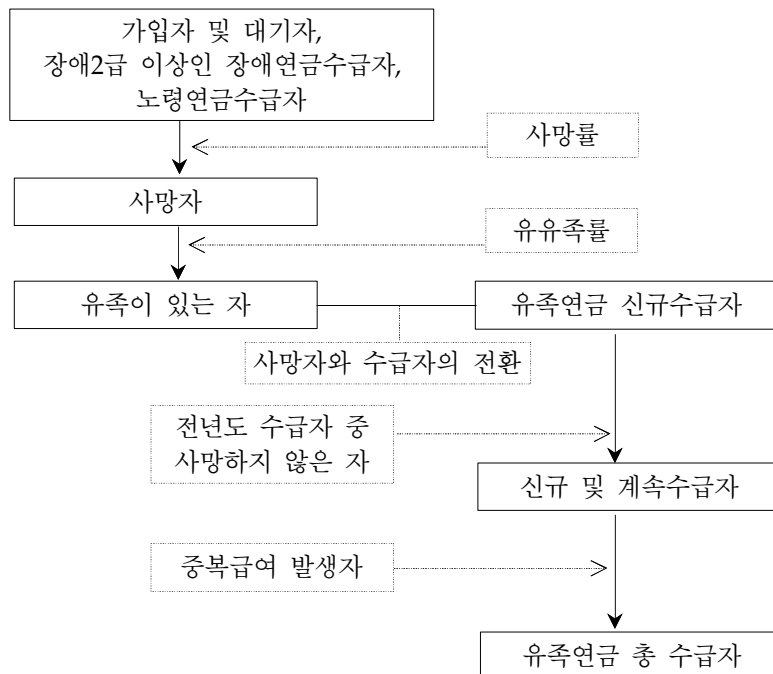 가입자 및 대기자,
장애2급 이상인 장애연금수급자,
노령연금수급자
사망률
사망자
유유족률
유족이 있는 자
유족연금 신규수급자
사망자와 수급자의 전환
전년도 수급자 중
사망하지 않은 자
신규 및 계속수급자
중복급여 발생자
유족연금 총 수급자